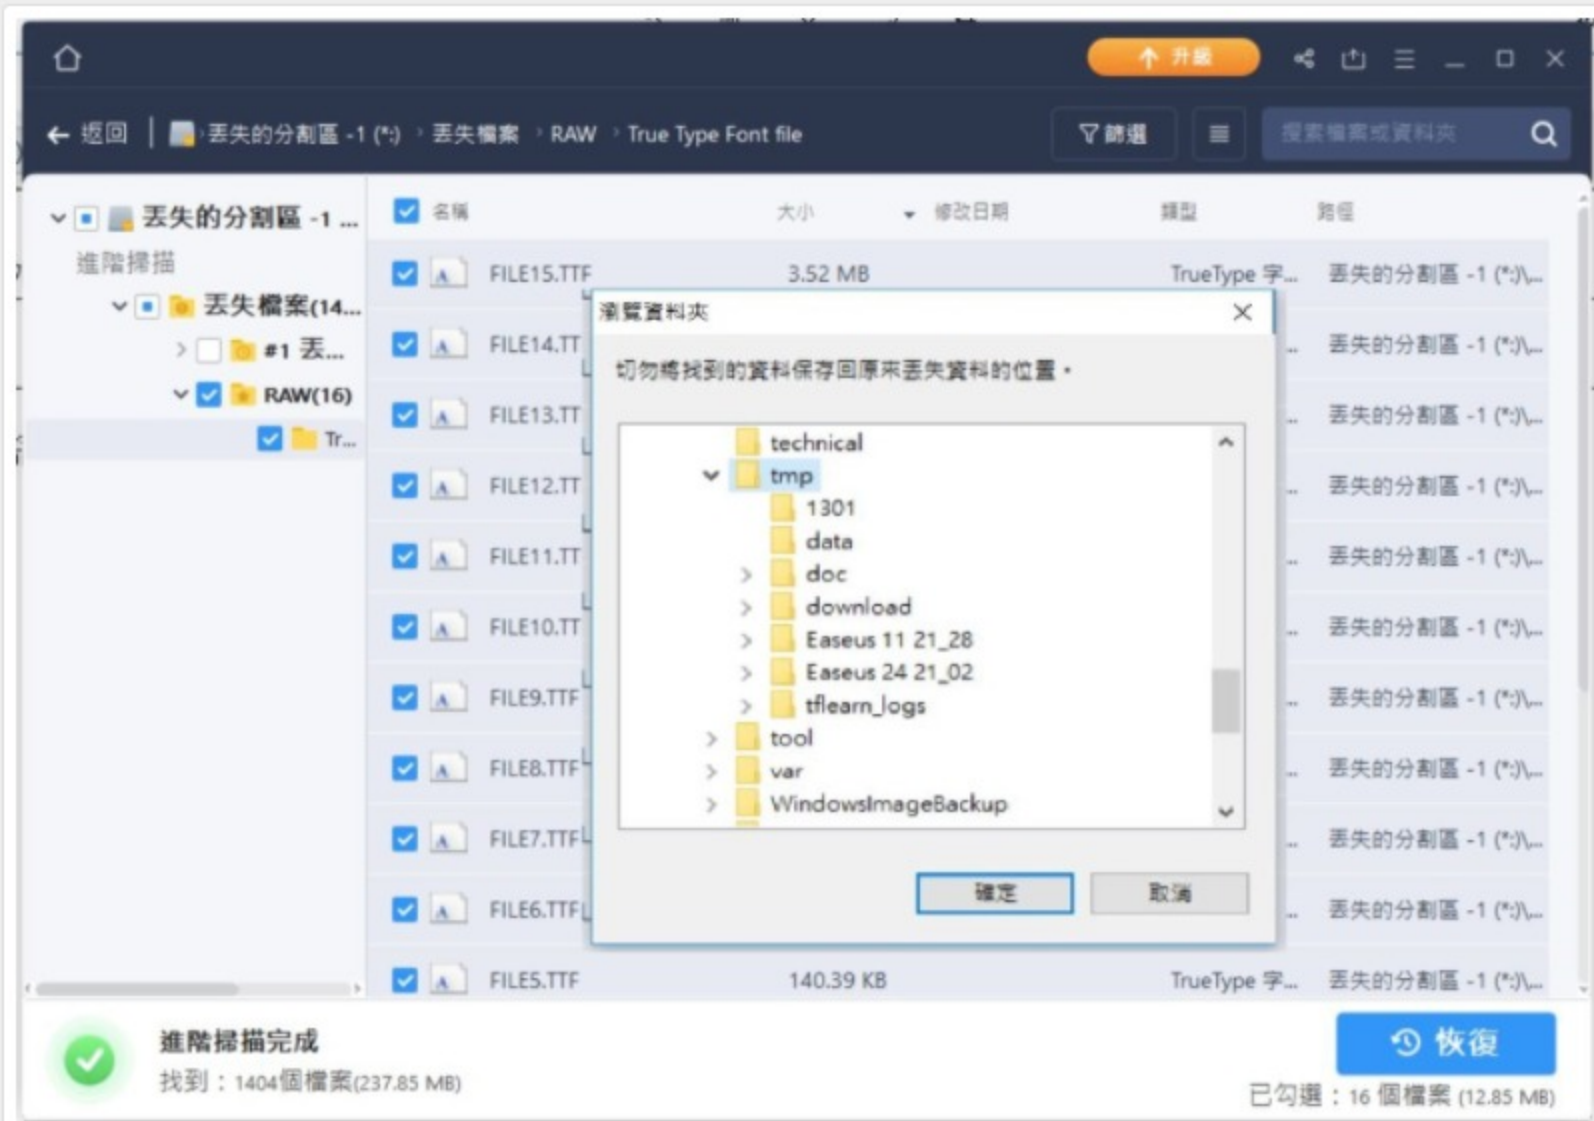 升級
返回 丟失的分割區 -1 (*:) 丟失檔案 RAW True Type Font file 篩選 搜索檔案或資料夾
丟失的分割區 -1 ...
進階掃描
丟失檔案(14...
#1 丟...
RAW(16)
Tr...
名稱 大小 修改日期 類型 路徑
FILE15.TTF 3.52 MB TrueType 字... 丟失的分割區 -1 (*:)\...
FILE14.TT ... 丟失的分割區 -1 (*:)\...
FILE13.TT ... 丟失的分割區 -1 (*:)\...
FILE12.TT ... 丟失的分割區 -1 (*:)\...
FILE11.TT ... 丟失的分割區 -1 (*:)\...
FILE10.TT ... 丟失的分割區 -1 (*:)\...
FILE9.TTF ... 丟失的分割區 -1 (*:)\...
FILE8.TTF ... 丟失的分割區 -1 (*:)\...
FILE7.TTF ... 丟失的分割區 -1 (*:)\...
FILE6.TTF ... 丟失的分割區 -1 (*:)\...
FILE5.TTF 140.39 KB TrueType 字... 丟失的分割區 -1 (*:)\...
瀏覽資料夾
切勿將找到的資料保存回原來丟失資料的位置。
technical
tmp
1301
data
doc
download
Easeus 11 21_28
Easeus 24 21_02
tflearn_logs
tool
var
WindowsImageBackup
確定 取消
進階掃描完成
找到：1404個檔案(237.85 MB)
恢復
已勾選：16 個檔案 (12.85 MB)